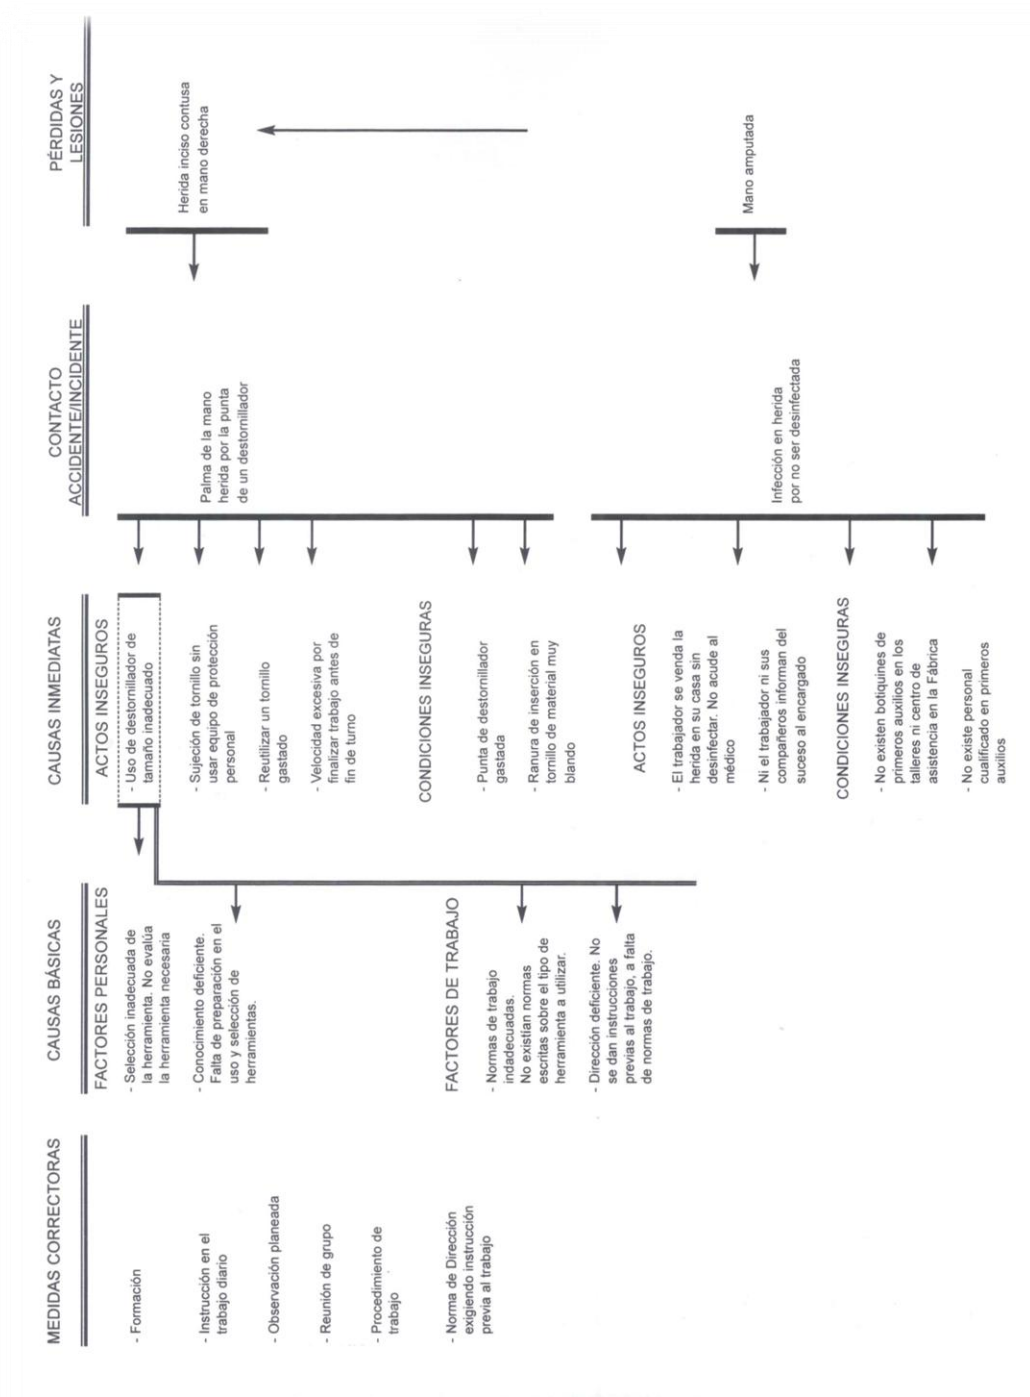 MEDIDAS CORRECTORAS
- Formación
- Instrucción en el
trabajo diario
- Observación planeada
- Reunión de grupo
- Procedimiento de
trabajo
- Norma de Dirección
exigiendo instrucción
previa al trabajo
CAUSAS BÁSICAS
FACTORES PERSONALES
- Selección inadecuada de
la herramienta. No evalúa
la herramienta necesaria
- Conocimiento deficiente.
Falta de preparación en el
uso y selección de
herramientas.
FACTORES DE TRABAJO
- Normas de trabajo
indadecuadas.
No existían normas
escritas sobre el tipo de
herramienta a utilizar.
- Dirección deficiente. No
se dan instrucciones
previas al trabajo, a falta
de normas de trabajo.
CAUSAS INMEDIATAS
ACTOS INSEGUROS
- Uso de destornillador de
tamaño inadecuado
- Sujeción de tornillo sin
usar equipo de protección
personal
- Reutilizar un tornillo
gastado
- Velocidad excesiva por
finalizar trabajo antes de
fin de turno
CONDICIONES INSEGURAS
- Punta de destornillador
gastada
- Ranura de inserción en
tornillo de material muy
blando
ACTOS INSEGUROS
- El trabajador se venda la
herida en su casa sin
desinfectar. No acude al
médico
- Ni el trabajador ni sus
compañeros informan del
suceso al encargado
CONDICIONES INSEGURAS
- No existen botiquines de
primeros auxilios en los
talleres ni centro de
asistencia en la Fábrica
- No existe personal
cualificado en primeros
auxilios
CONTACTO
ACCIDENTE/INCIDENTE
Palma de la mano
herida por la punta
de un destornillador
Infección en herida
por no ser desinfectada
PÉRDIDAS Y
LESIONES
Herida inciso contusa
en mano derecha
Mano amputada